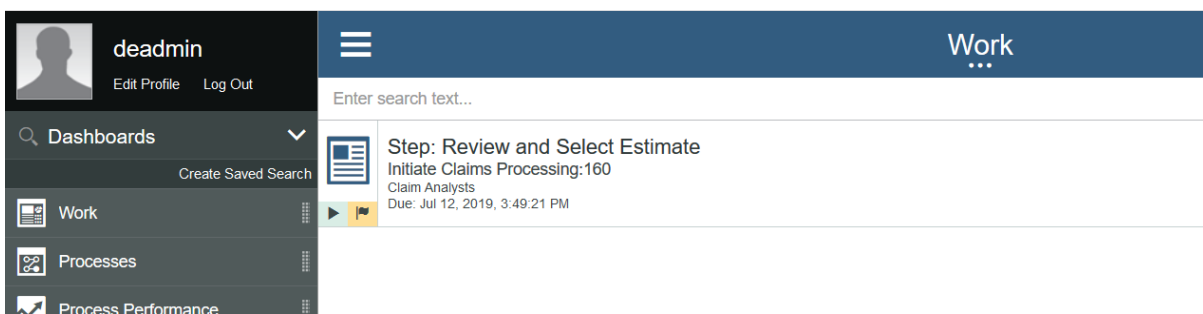 deadmin
Edit Profile Log Out
Dashboards
Create Saved Search
Work
Processes
Process Performance
Work
Enter search text...
Step: Review and Select Estimate
Initiate Claims Processing:160
Claim Analysts
Due: Jul 12, 2019, 3:49:21 PM